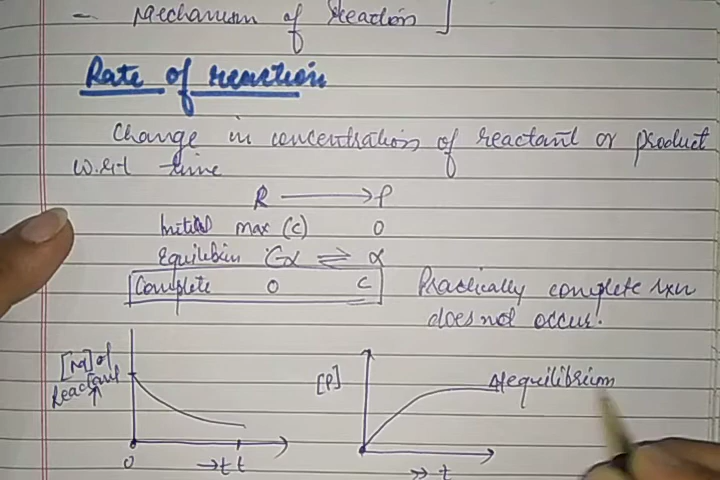 - Mechanism of Reaction ]
Rate of reaction
Change in concentration of reactant or product
w.r.t time
R ⟶ P
Initial max (c) 0
Equilibrium C-α ⇌ α
Complete 0 C
Practically complete rxn
does not occur!
[M] of
Reactant
0 → t t
[P]
equilibrium
→ t